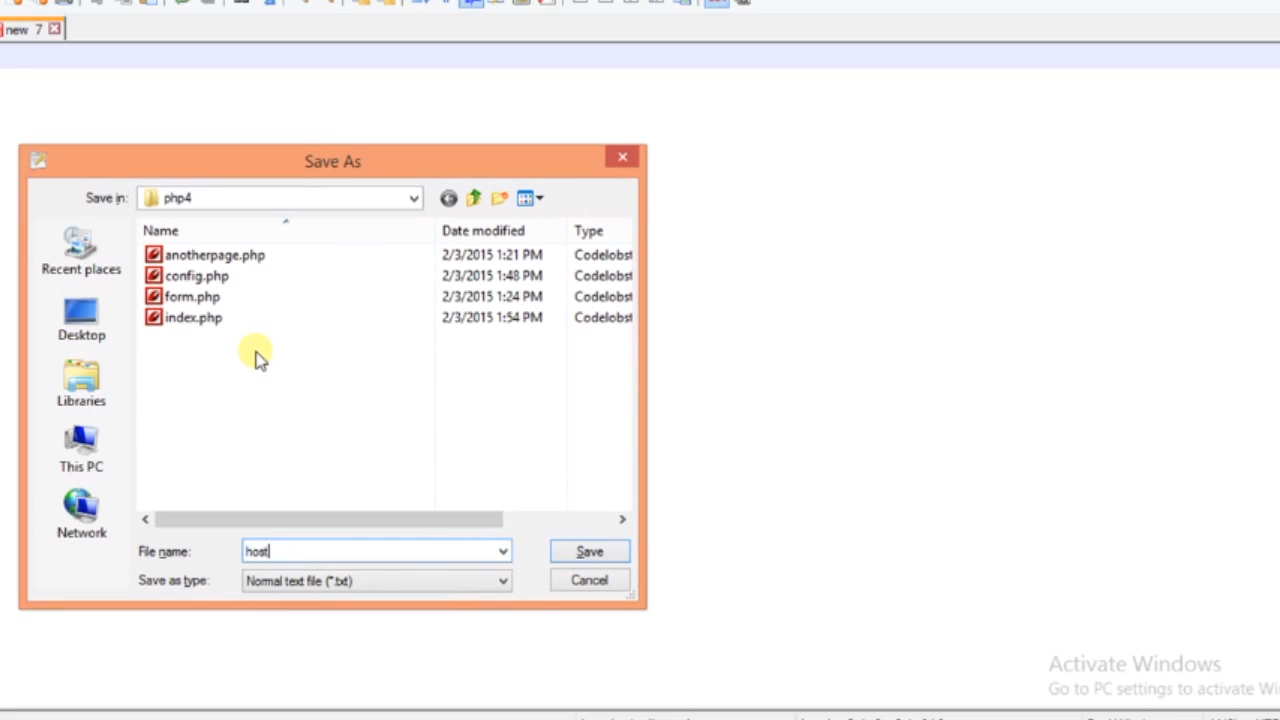 new 7
Save As
Save in: php4
Name Date modified Type
anotherpage.php 2/3/2015 1:21 PM Codelobst
config.php 2/3/2015 1:48 PM Codelobst
form.php 2/3/2015 1:24 PM Codelobst
index.php 2/3/2015 1:54 PM Codelobst
Recent places
Desktop
Libraries
This PC
Network
File name: host Save
Save as type: Normal text file (*.txt) Cancel
Activate Windows
Go to PC settings to activate Wi